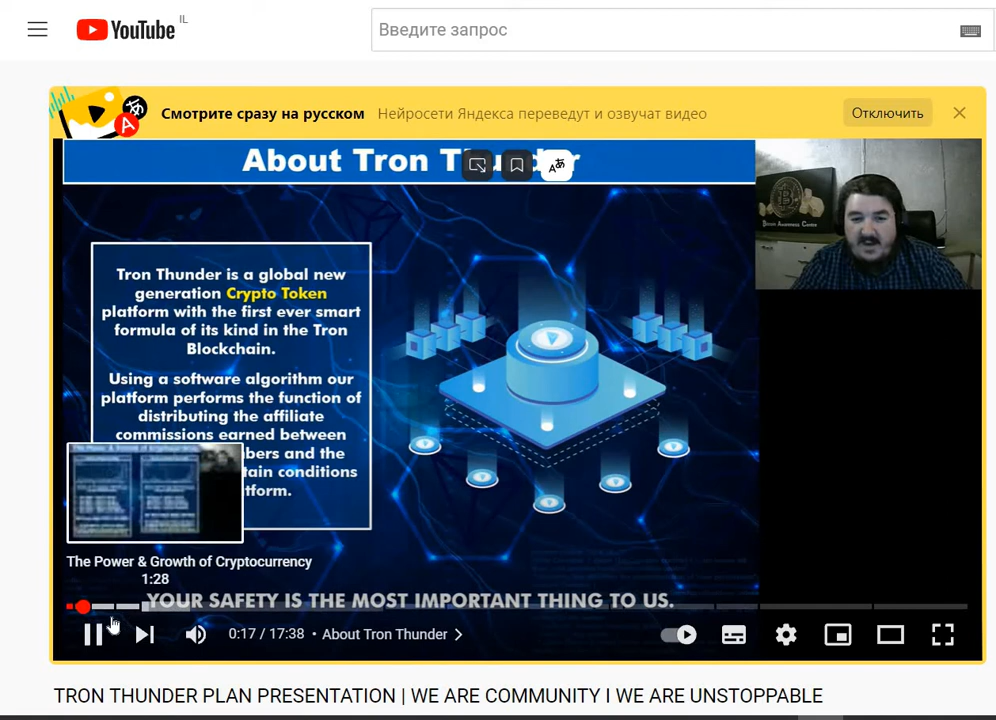 YouTube IL
Введите запрос
Смотрите сразу на русском Нейросети Яндекса переведут и озвучат видео Отключить
About Tron
Tron Thunder is a global new
generation Crypto Token
platform with the first ever smart
formula of its kind in the Tron
Blockchain.
Using a software algorithm our
platform performs the function of
distributing the affiliate
commissions earned between
bers and the
tain conditions
tform.
Bitcoin Awareness Centre
The Power & Growth of Cryptocurrency
1:28
YOUR SAFETY IS THE MOST IMPORTANT THING TO US.
0:17 / 17:38 • About Tron Thunder
TRON THUNDER PLAN PRESENTATION | WE ARE COMMUNITY I WE ARE UNSTOPPABLE